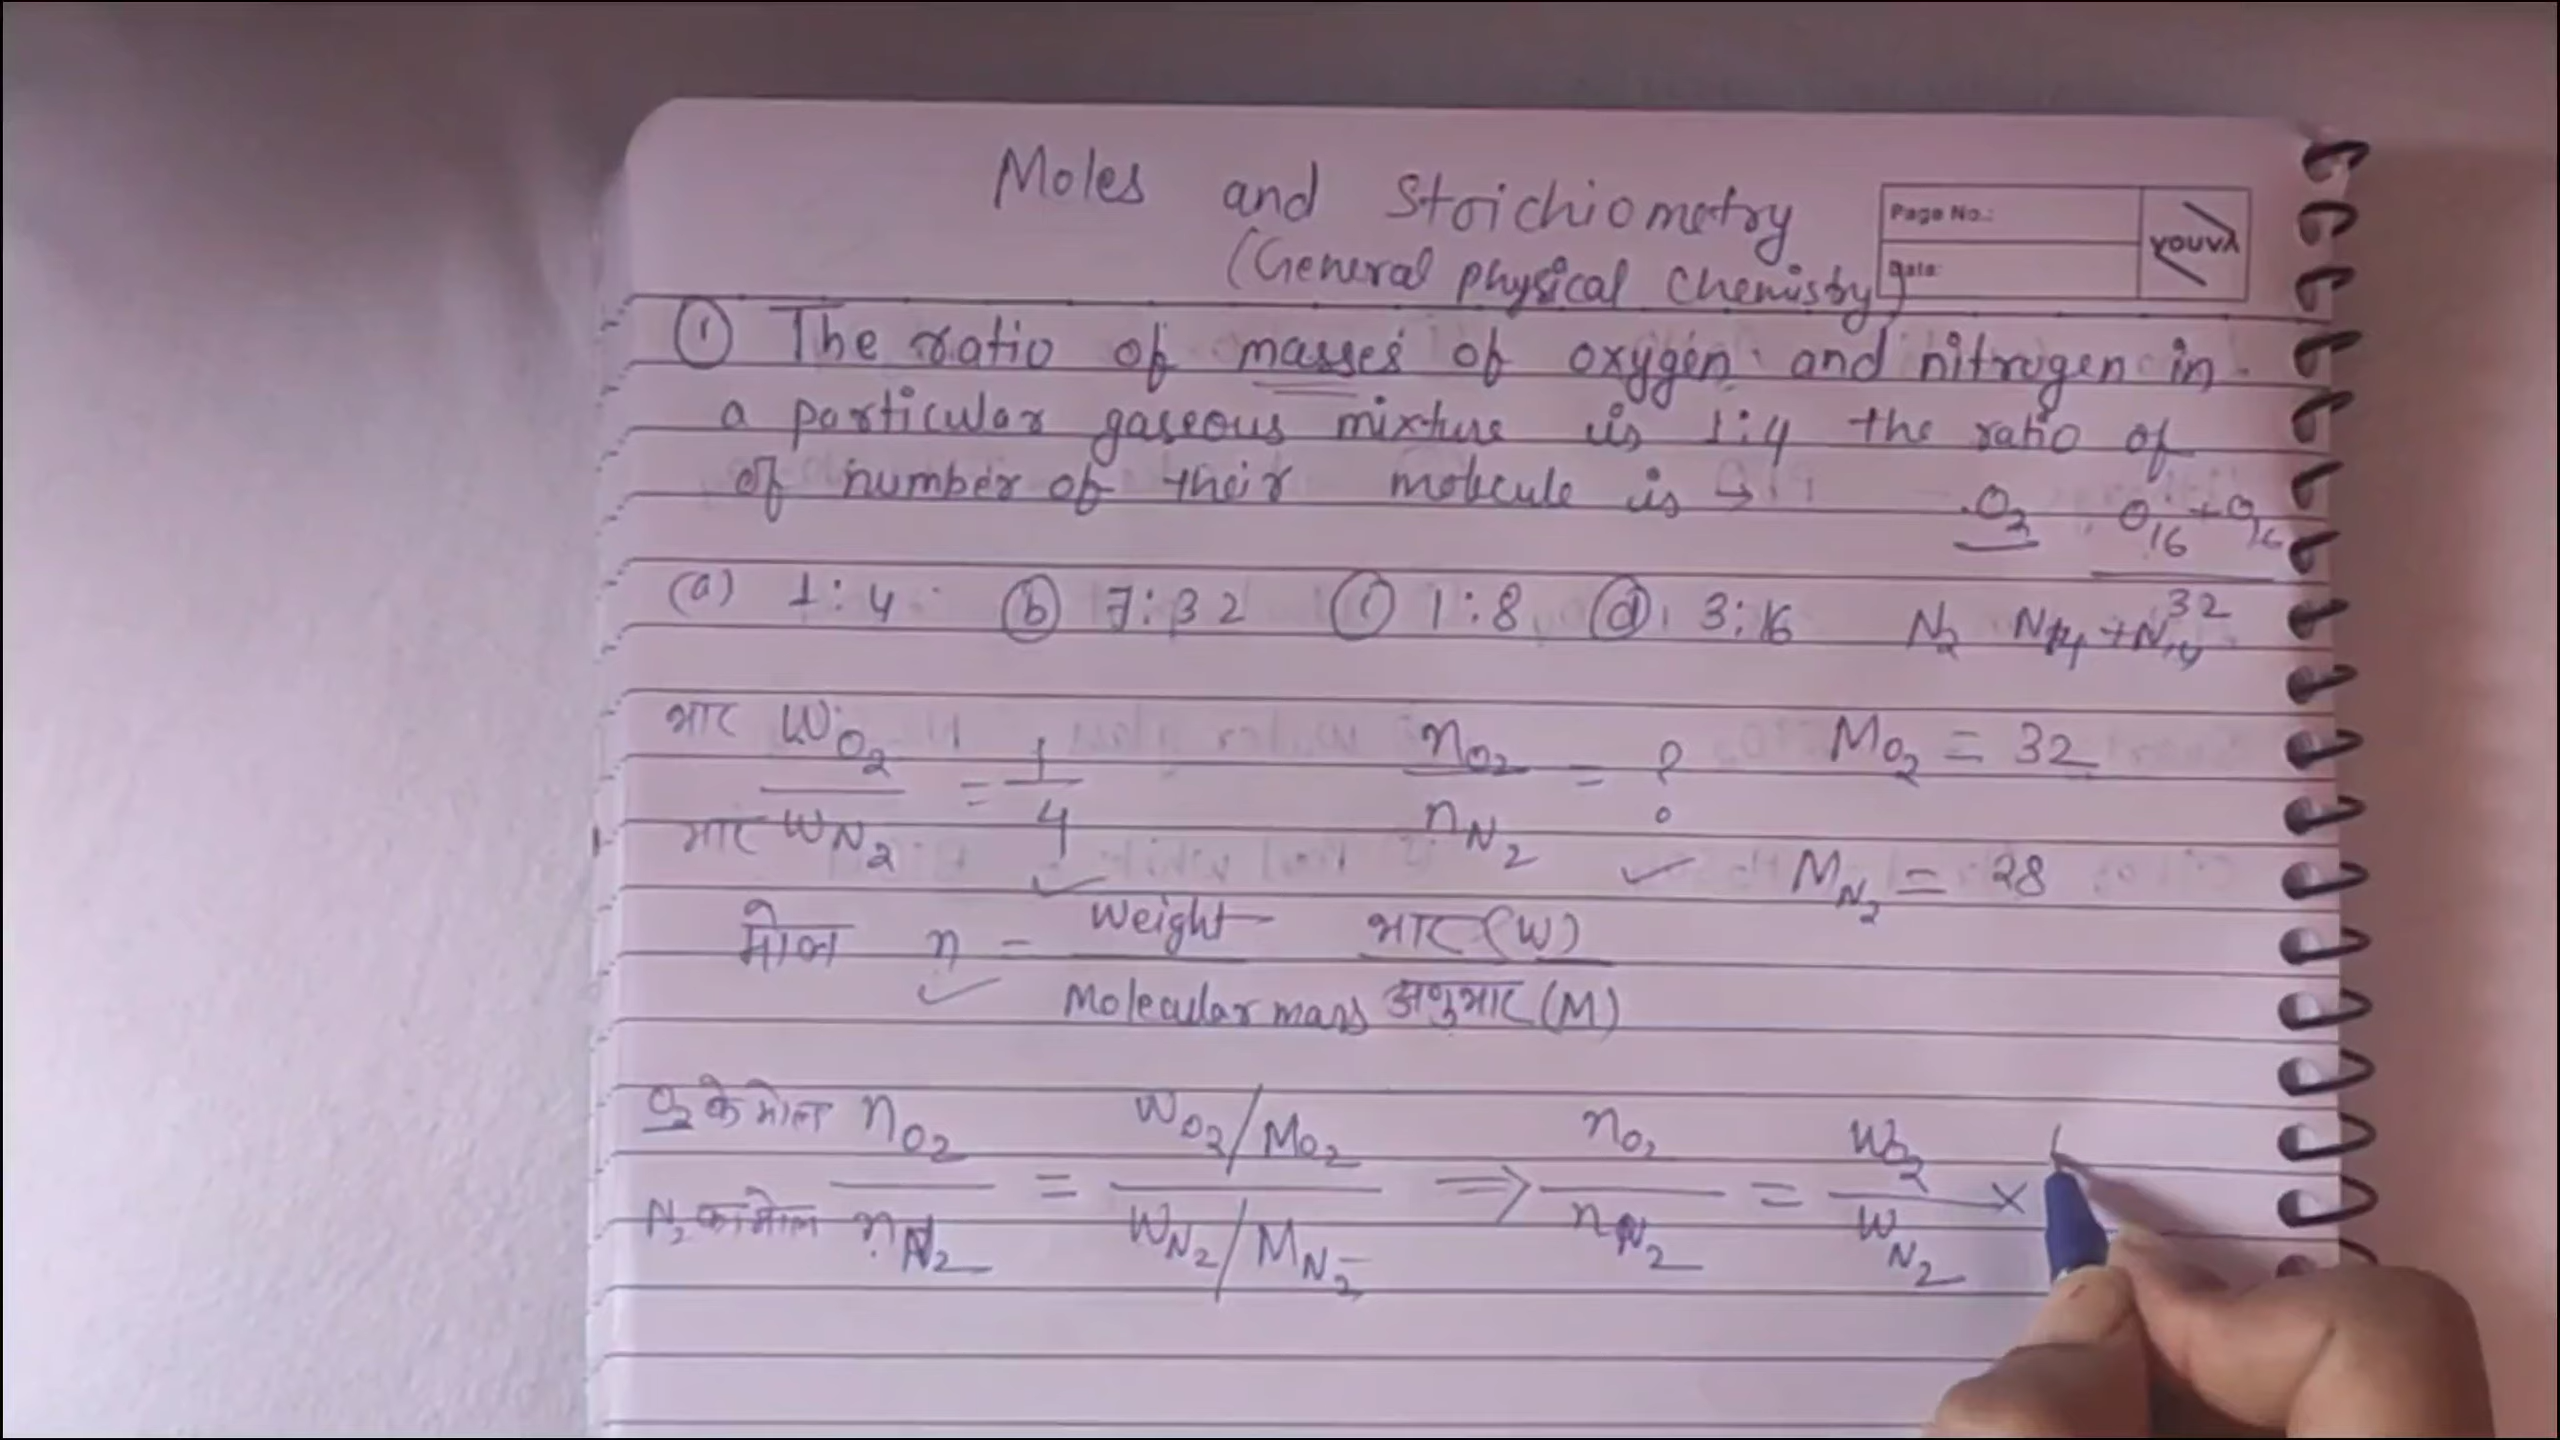 Moles and Stoichiometry
(General physical Chemistry)
Page No.:
Date:
youva
① The ratio of masses of oxygen and nitrogen in
a particular gaseous mixture is 1:4 the ratio of
of number of their molecule is →
O2 O16 + O16
32
(a) 1:4 (b) 7:32 (c) 1:8 (d) 3:16 N2 N14 + N14
भार WO2 / भार WN2 = 1/4 nO2/nN2 = ? MO2 = 32
MN2 = 28
मोल n = Weight / Molecular mass भार (W) / अणुभार (M)
O2 के मोल nO2 / N2 का मोल nN2 = WO2/MO2 / WN2/MN2 ⇒ nO2/nN2 = WO2/WN2 ×